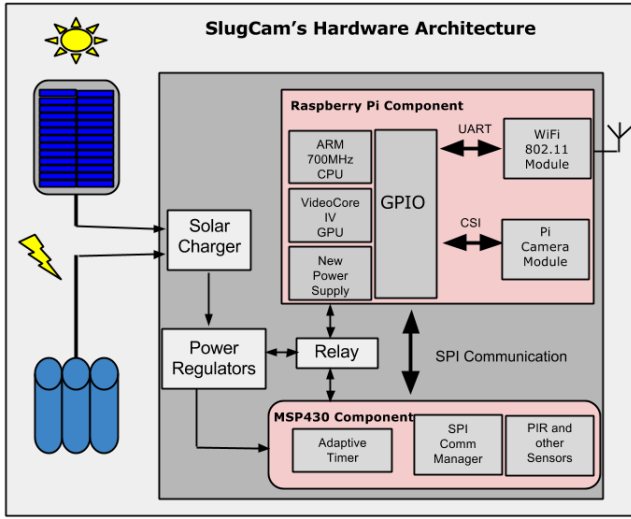 SlugCam's Hardware Architecture
Raspberry Pi Component
ARM
700MHz
CPU
VideoCore
IV
GPU
New
Power
Supply
GPIO
UART
WiFi
802.11
Module
CSI
Pi
Camera
Module
Solar
Charger
Power
Regulators
Relay
SPI Communication
MSP430 Component
Adaptive
Timer
SPI
Comm
Manager
PIR and
other
Sensors